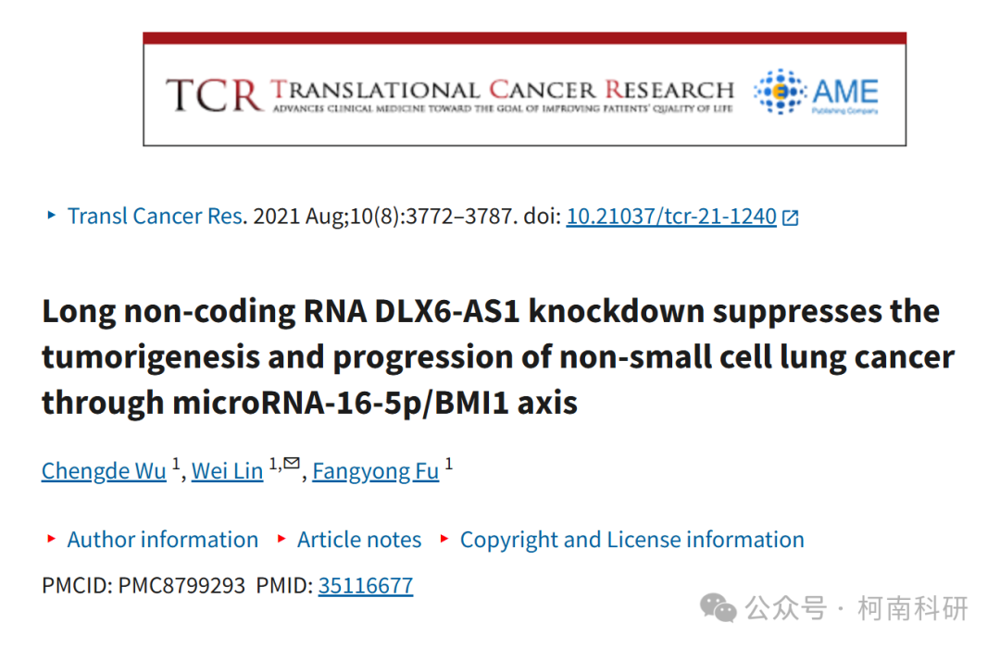 TCR TRANSLATIONAL CANCER RESEARCH
ADVANCES CLINICAL MEDICINE TOWARD THE GOAL OF IMPROVING PATIENTS' QUALITY OF LIFE
AME
Publishing Company
Transl Cancer Res. 2021 Aug;10(8):3772–3787. doi: 10.21037/tcr-21-1240
Long non-coding RNA DLX6-AS1 knockdown suppresses the
tumorigenesis and progression of non-small cell lung cancer
through microRNA-16-5p/BMI1 axis
Chengde Wu 1, Wei Lin 1,✉, Fangyong Fu 1
Author information Article notes Copyright and License information
PMCID: PMC8799293 PMID: 35116677
公众号 · 柯南科研